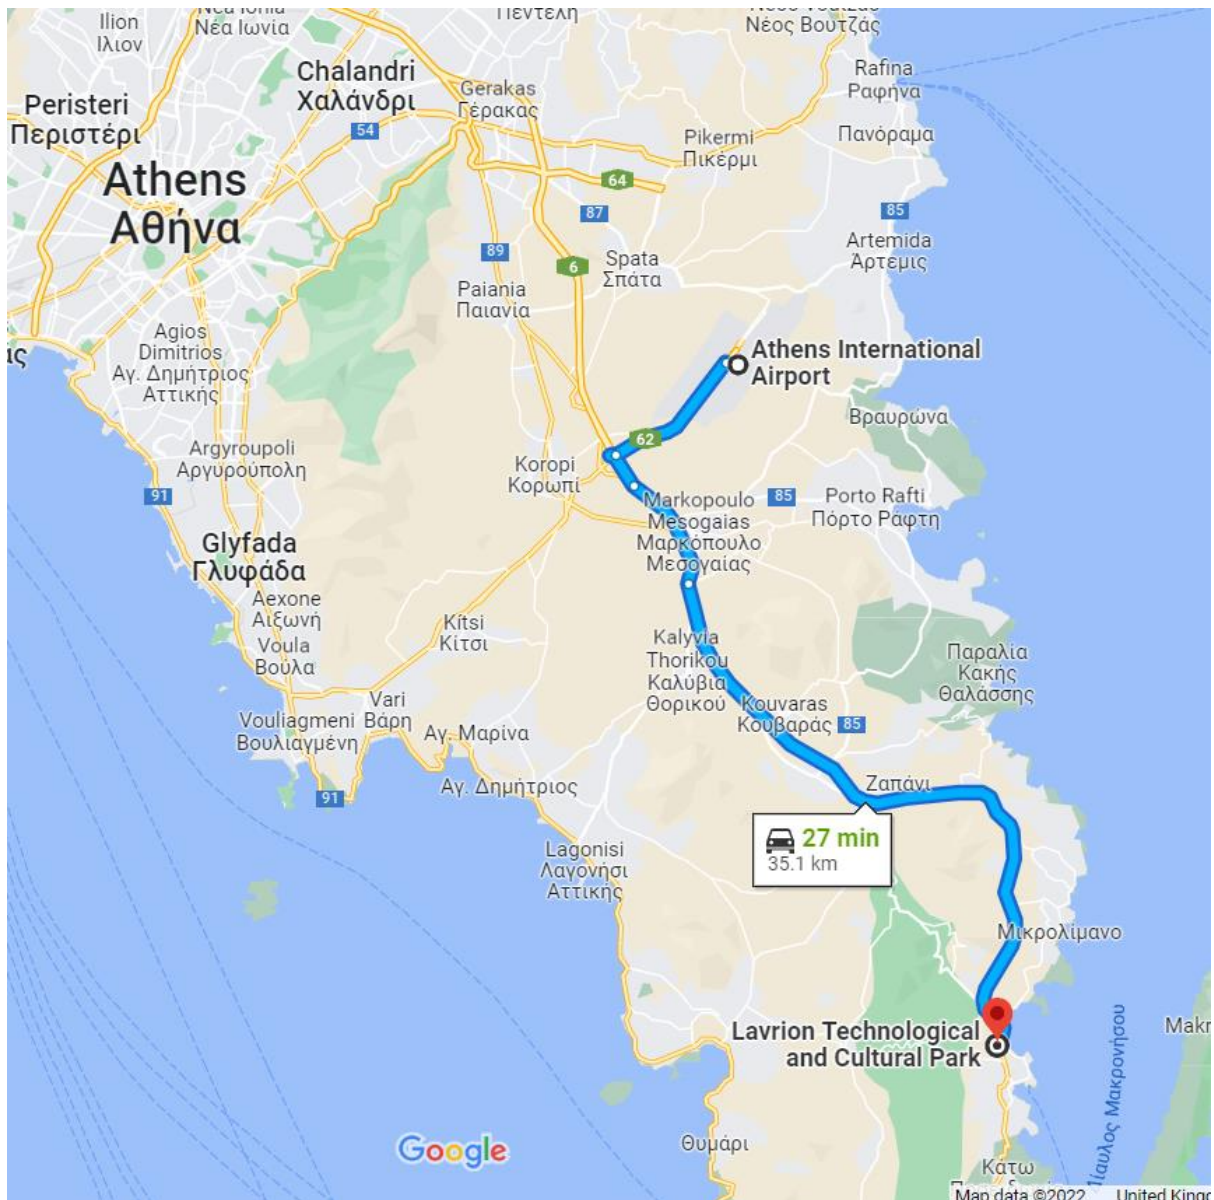 Ilion
Ιλιον
Νέα Ιωνία
Πεντέλη
Νέος Βουτζάς
Chalandri
Χαλάνδρι
Gerakas
Γέρακας
Rafina
Ραφήνα
Peristeri
Περιστέρι
54
Pikermi
Πικέρμι
Πανόραμα
Athens
Αθήνα
64
87
85
89
6
Spata
Σπάτα
Artemida
Άρτεμις
Paiania
Παιανία
Agios
Dimitrios
Αγ. Δημήτριος
Αττικής
Athens International
Airport
Βραυρώνα
62
Argyroupoli
Αργυρούπολη
Koropi
Κορωπί
91
Markopoulo
Mesogaias
Μαρκόπουλο
Μεσογαίας
85
Porto Rafti
Πόρτο Ράφτη
Glyfada
Γλυφάδα
Aexone
Αιξωνή
Voula
Βούλα
Kítsi
Κίτσι
Kalyvia
Thorikou
Καλύβια
Θορικού
Παραλία
Κακής
Θαλάσσης
Vari
Βάρη
Vouliagmeni
Βουλιαγμένη
Αγ. Μαρίνα
Kouvaras
Κουβαράς
85
91
Αγ. Δημήτριος
Ζαπάνι
27 min
35.1 km
Lagonisi
Λαγονήσι
Αττικής
Μικρολίμανο
Lavrion Technological
and Cultural Park
Μακρονήσου
Google
Θυμάρι
Κάτω
Map data ©2022